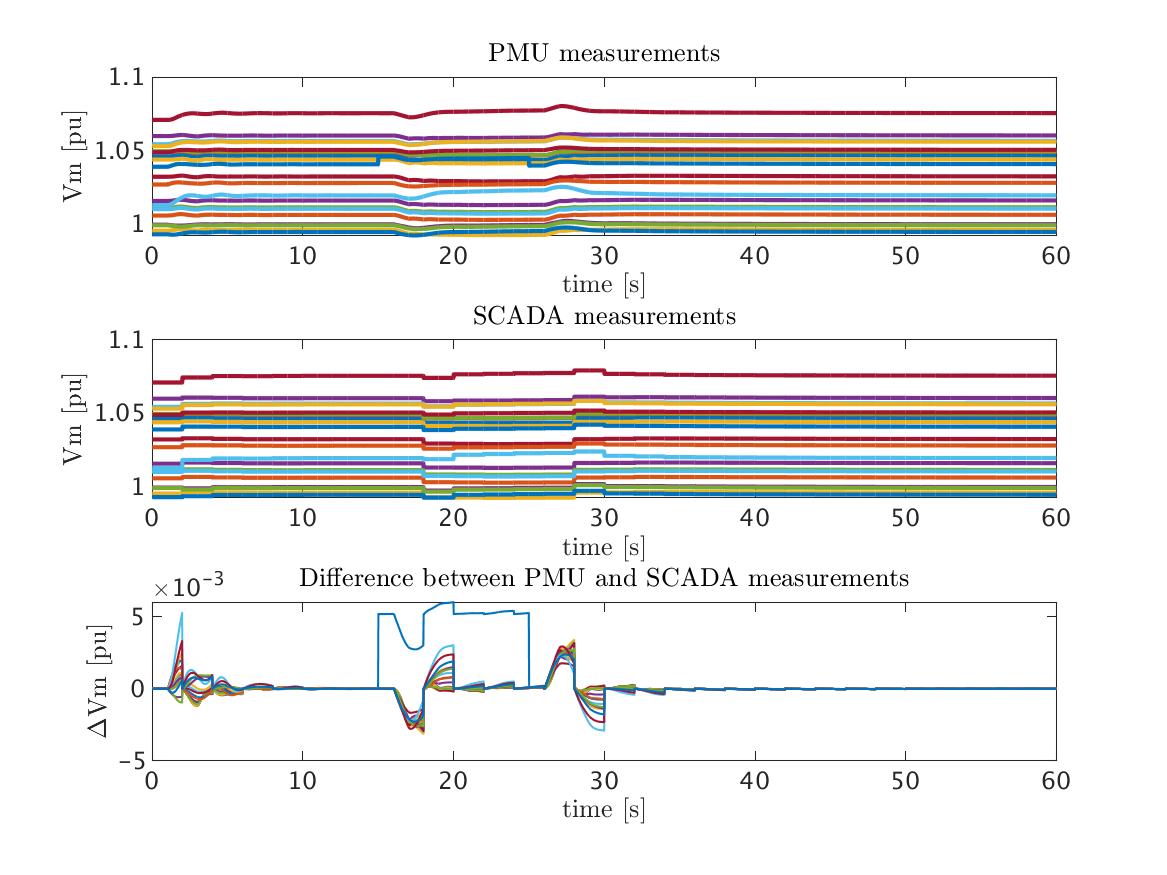 PMU measurements
1.1
1.05
1
Vm [pu]
0 10 20 30 40 50 60
time [s]
SCADA measurements
1.1
1.05
1
Vm [pu]
0 10 20 30 40 50 60
time [s]
×10⁻³ Difference between PMU and SCADA measurements
5
0
-5
ΔVm [pu]
0 10 20 30 40 50 60
time [s]